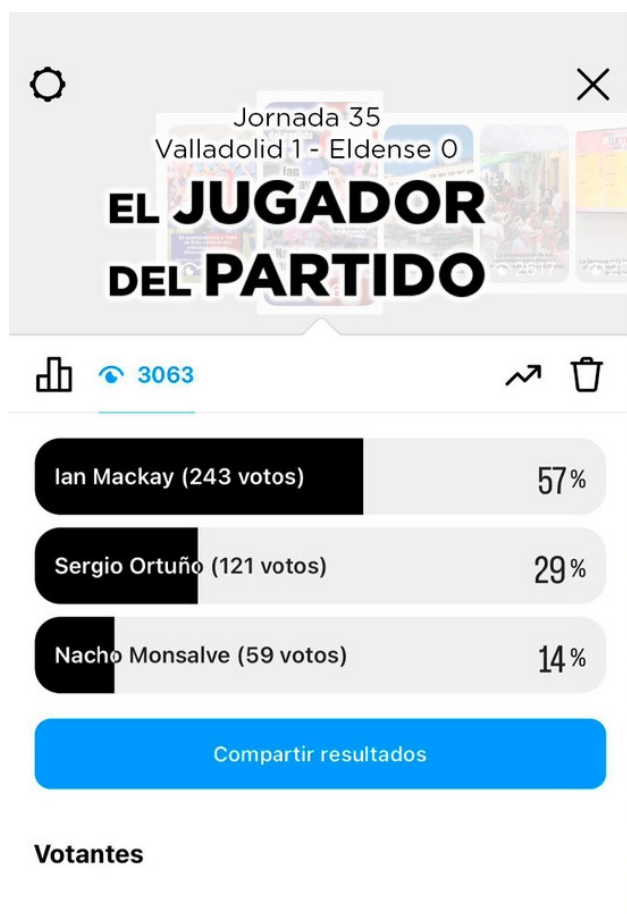 Jornada 35
Valladolid 1 - Eldense 0
EL JUGADOR
DEL PARTIDO
2617
3063
Ian Mackay (243 votos)
57%
Sergio Ortuño (121 votos)
29%
Nacho Monsalve (59 votos)
14%
Compartir resultados
Votantes